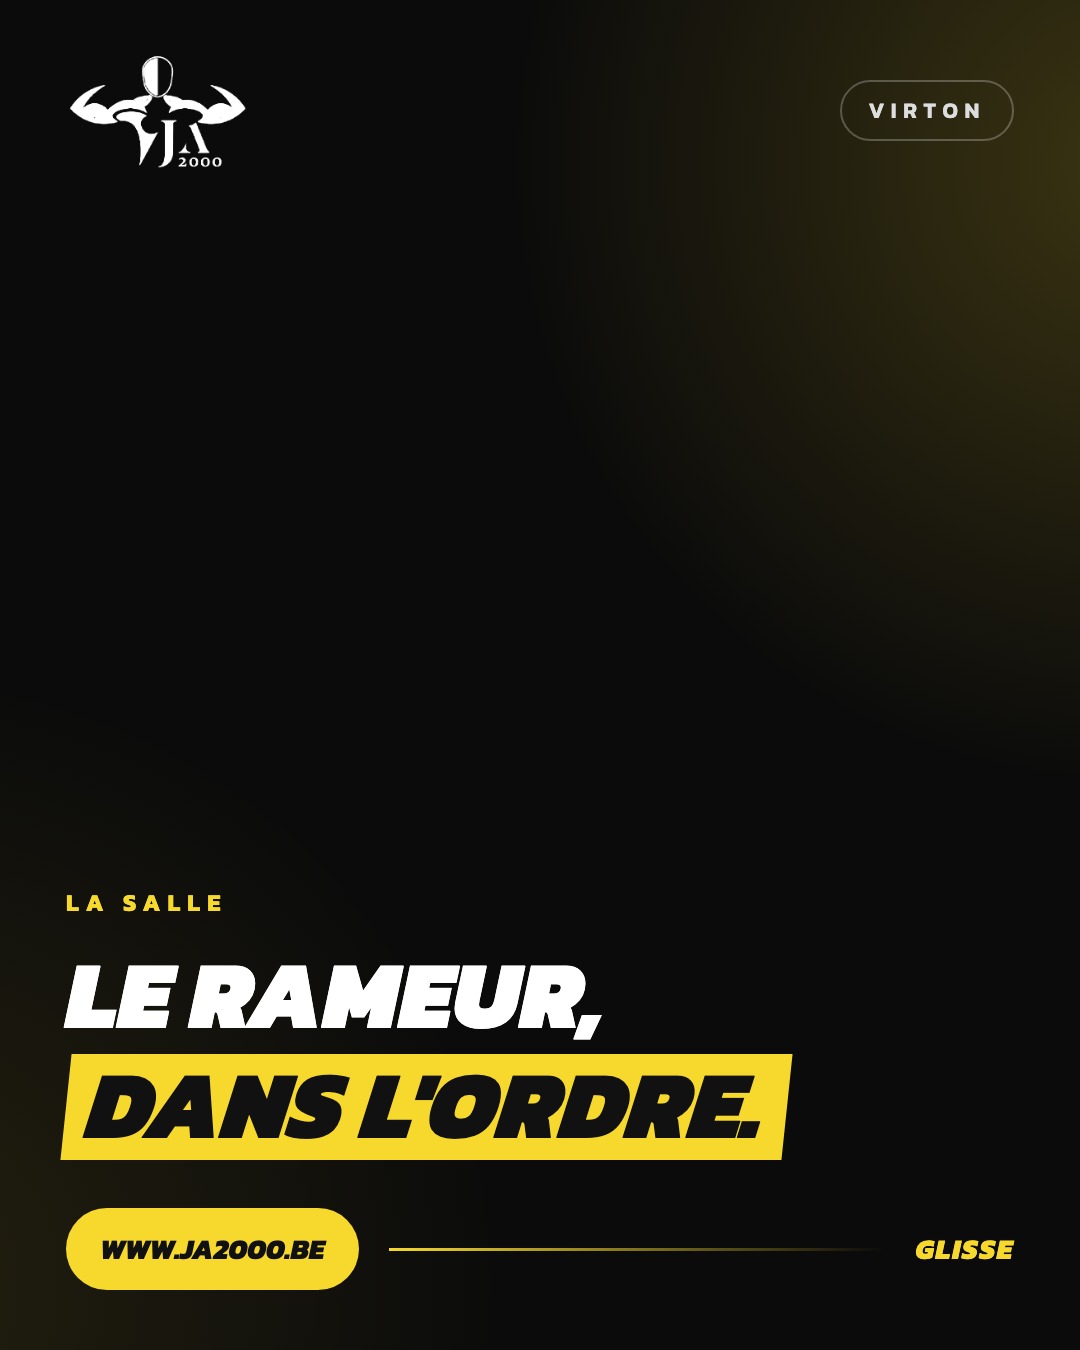 JA
2000
VIRTON
LA SALLE
LE RAMEUR,
DANS L'ORDRE.
WWW.JA2000.BE
GLISSE